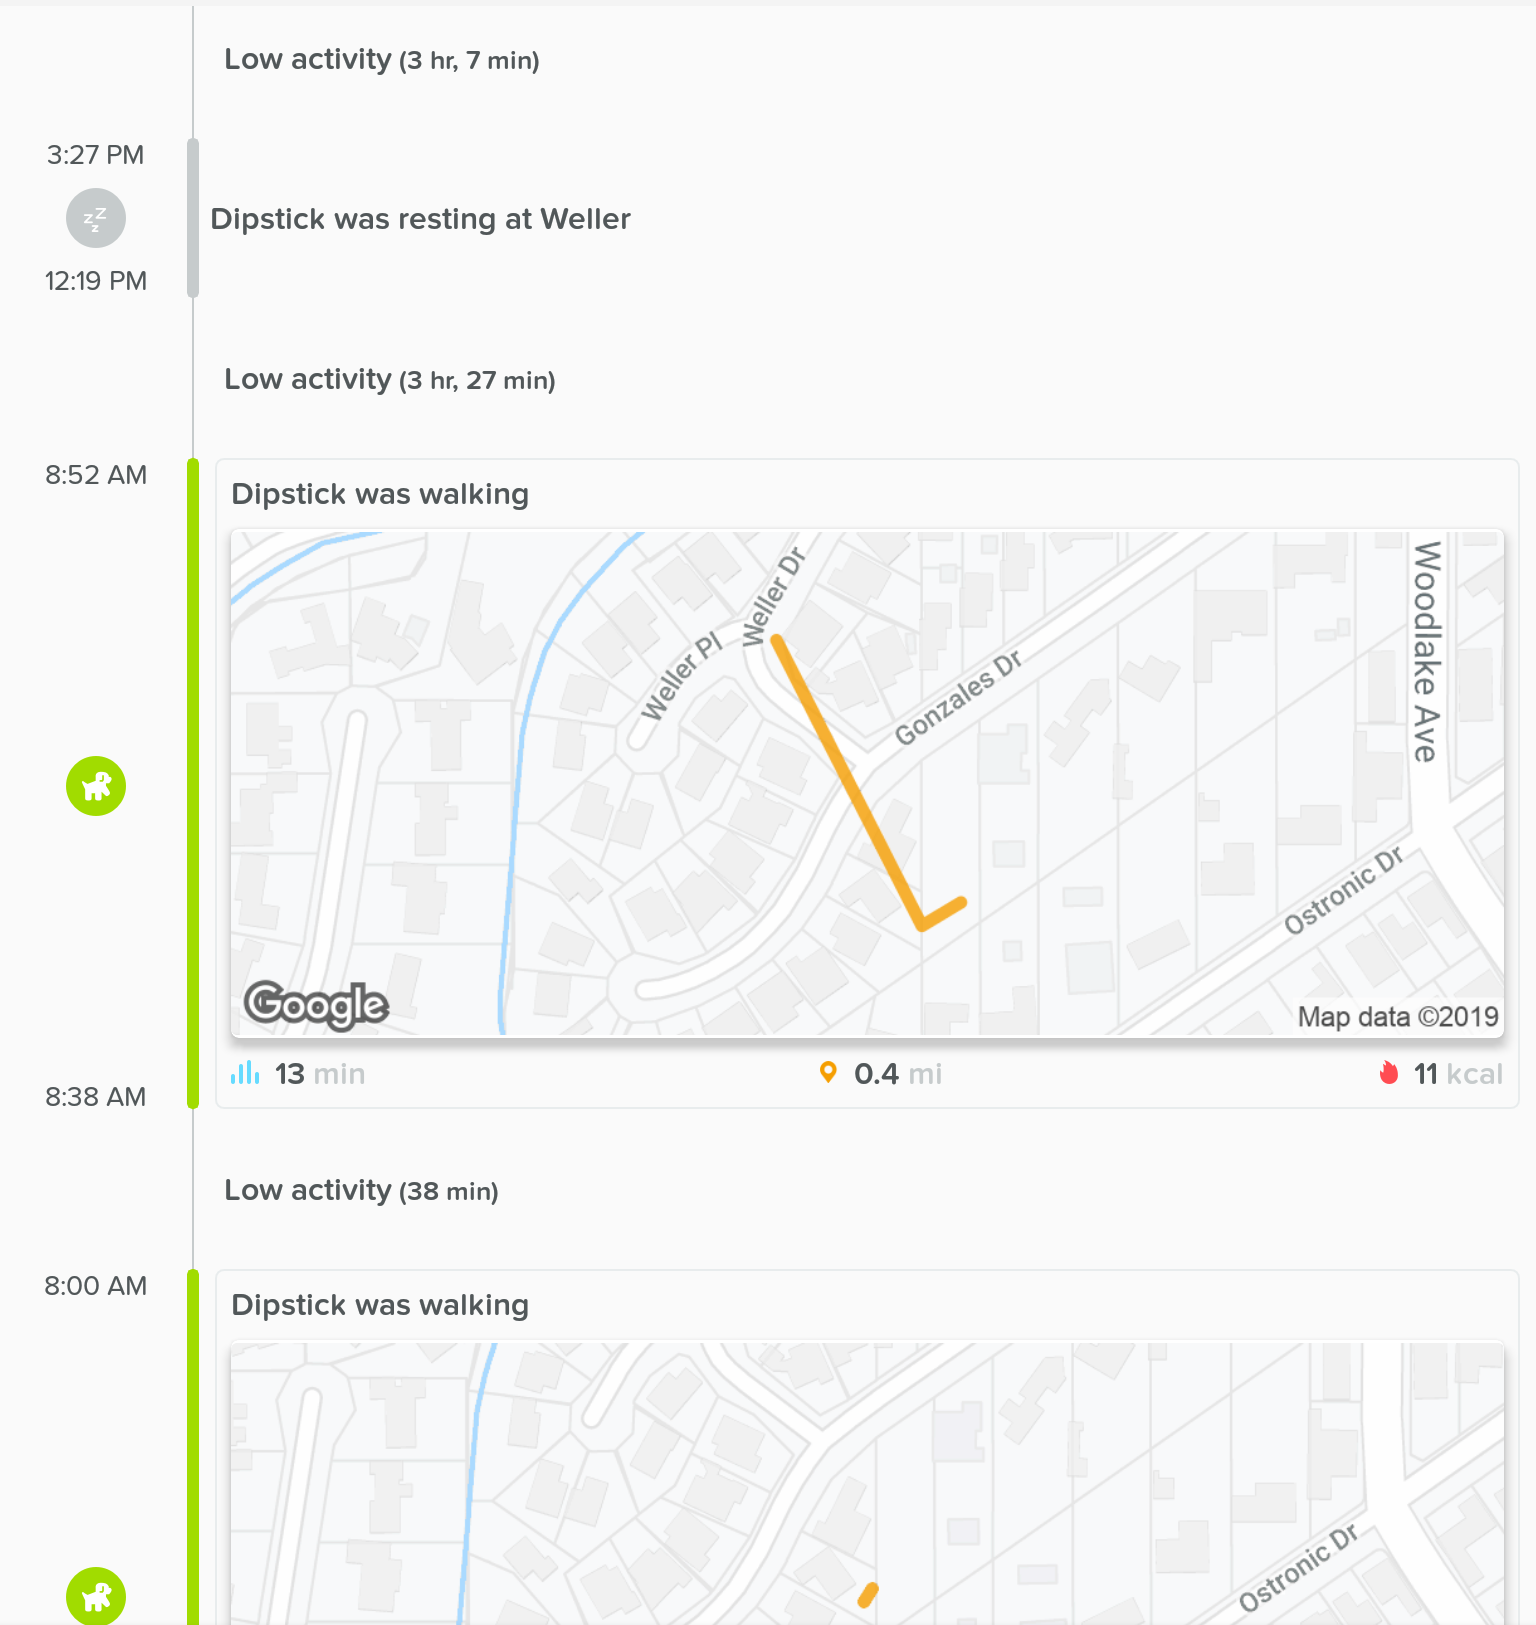 Low activity (3 hr, 7 min)
3:27 PM
zZz
Dipstick was resting at Weller
12:19 PM
Low activity (3 hr, 27 min)
8:52 AM
Dipstick was walking
Weller Dr
Weller Pl
Gonzales Dr
Woodlake Ave
Ostronic Dr
Google
Map data ©2019
13 min
0.4 mi
11 kcal
8:38 AM
Low activity (38 min)
8:00 AM
Dipstick was walking
Ostronic Dr